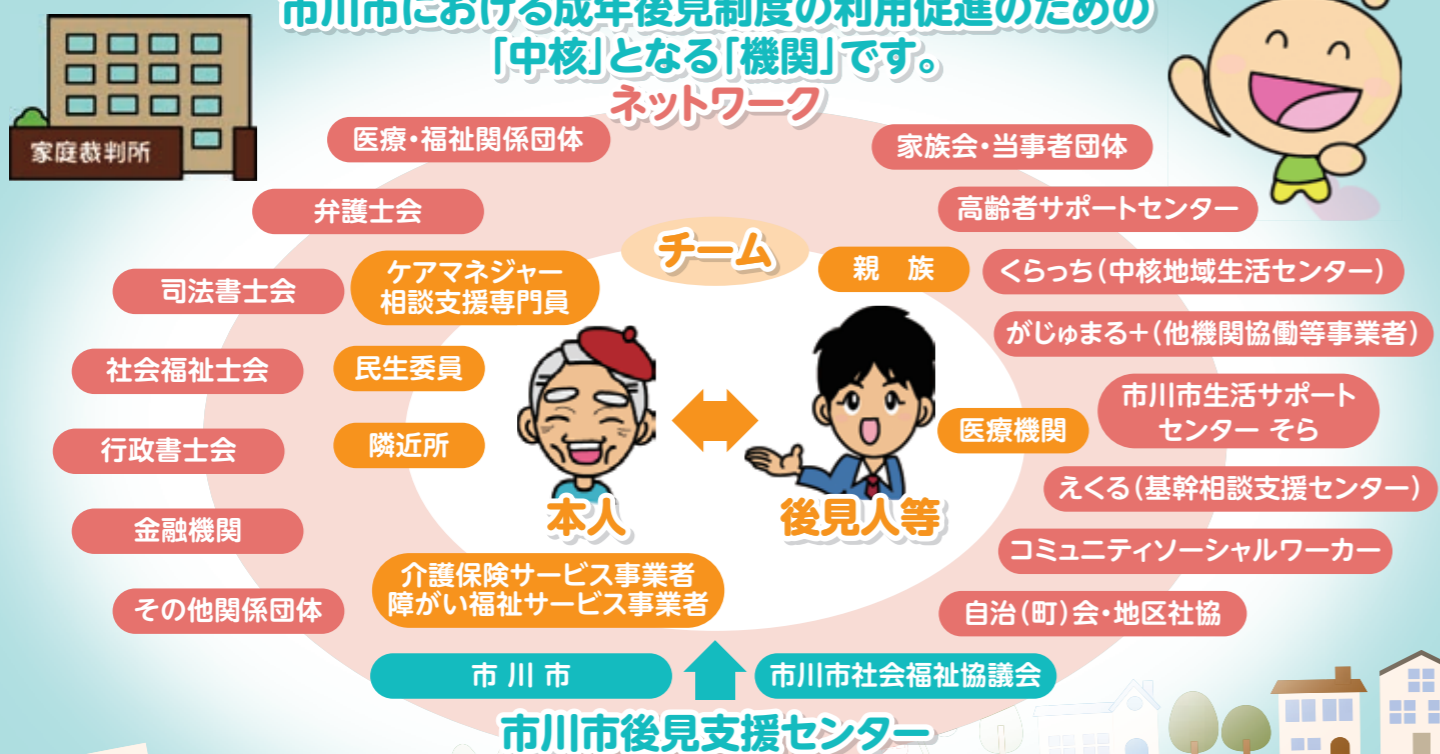 市川市における成年後見制度の利用促進のための
「中核」となる「機関」です。
ネットワーク
家庭裁判所
医療・福祉関係団体
弁護士会
司法書士会
社会福祉士会
行政書士会
金融機関
その他関係団体
家族会・当事者団体
高齢者サポートセンター
くらっち（中核地域生活センター）
がじゅまる＋（他機関協働等事業者）
市川市生活サポート
センター そら
えくる（基幹相談支援センター）
コミュニティソーシャルワーカー
自治（町）会・地区社協
チーム
ケアマネジャー
相談支援専門員
民生委員
隣近所
親 族
医療機関
本人
後見人等
介護保険サービス事業者
障がい福祉サービス事業者
市 川 市
市川市社会福祉協議会
市川市後見支援センター